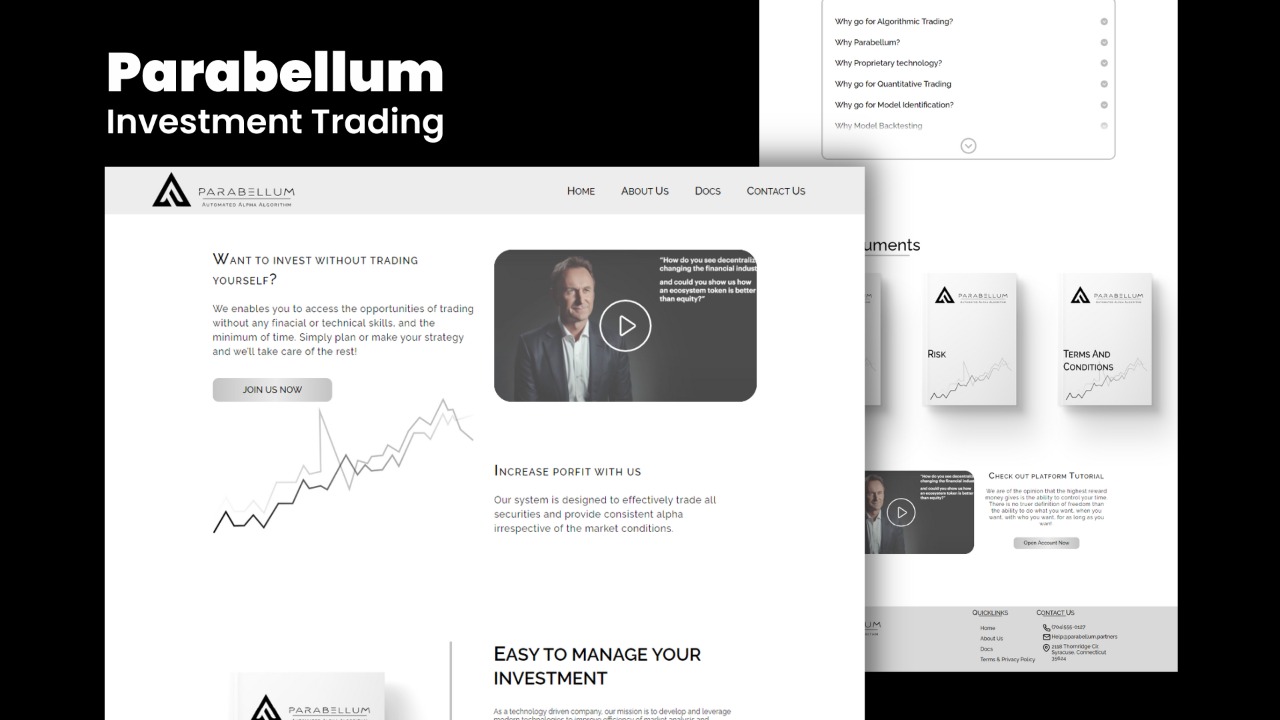 Parabellum
Investment Trading
PARABELLUM
AUTOMATED ALPHA ALGORITHM
HOME
ABOUT US
DOCS
CONTACT US
WANT TO INVEST WITHOUT TRADING
YOURSELF?
We enables you to access the opportunities of trading
without any finacial or technical skills, and the
minimum of time. Simply plan or make your strategy
and we'll take care of the rest!
JOIN US NOW
"How do you see decentraliz
changing the financial indust
and could you show us how
an ecosystem token is better
than equity?"
INCREASE PORFIT WITH US
Our system is designed to effectively trade all
securities and provide consistent alpha
irrespective of the market conditions.
EASY TO MANAGE YOUR
INVESTMENT
As a technology driven company, our mission is to develop and leverage
modern technologies to improve efficiency of market analysis and
PARABELLUM
AUTOMATED ALPHA ALGORITHM
Why go for Algorithmic Trading?
Why Parabellum?
Why Proprietary technology?
Why go for Quantitative Trading
Why go for Model Identification?
Why Model Backtesting
uments
PARABELLUM
AUTOMATED ALPHA ALGORITHM
RISK
PARABELLUM
AUTOMATED ALPHA ALGORITHM
TERMS AND
CONDITIONS
"How do you see decentraliz
changing the financial indust
and could you show us how
an ecosystem token is better
than equity?"
CHECK OUT PLATFORM TUTORIAL
We are of the opinion that the highest reward
money gives is the ability to control your time.
There is no truer definition of freedom than
the ability to do what you want, when you
want, with who you want, for as long as you
want!
Open Account Now
UM
QUICKLINKS
Home
About Us
Docs
Terms & Privacy Policy
CONTACT US
(704) 555-0127
Help@parabellum.partners
2118 Thornridge Cir.
Syracuse, Connecticut
35624